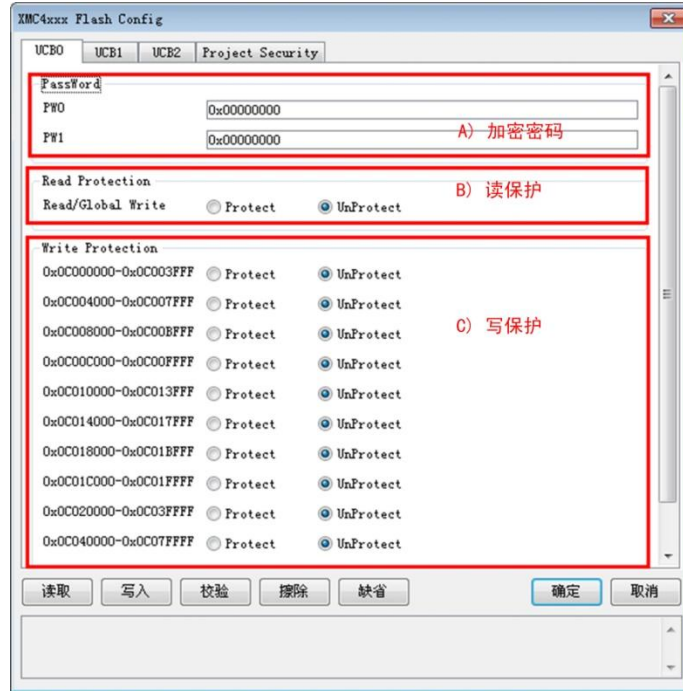 XMC4xxx Flash Config
UCB0 UCB1 UCB2 Project Security
PassWord
PW0 0x00000000
PW1 0x00000000
A) 加密密码
Read Protection
B) 读保护
Read/Global Write Protect UnProtect
Write Protection
0x0C000000-0x0C003FFF Protect UnProtect
0x0C004000-0x0C007FFF Protect UnProtect
0x0C008000-0x0C00BFFF Protect UnProtect
C) 写保护
0x0C00C000-0x0C00FFFF Protect UnProtect
0x0C010000-0x0C013FFF Protect UnProtect
0x0C014000-0x0C017FFF Protect UnProtect
0x0C018000-0x0C01BFFF Protect UnProtect
0x0C01C000-0x0C01FFFF Protect UnProtect
0x0C020000-0x0C03FFFF Protect UnProtect
0x0C040000-0x0C07FFFF Protect UnProtect
读取 写入 校验 擦除 缺省 确定 取消